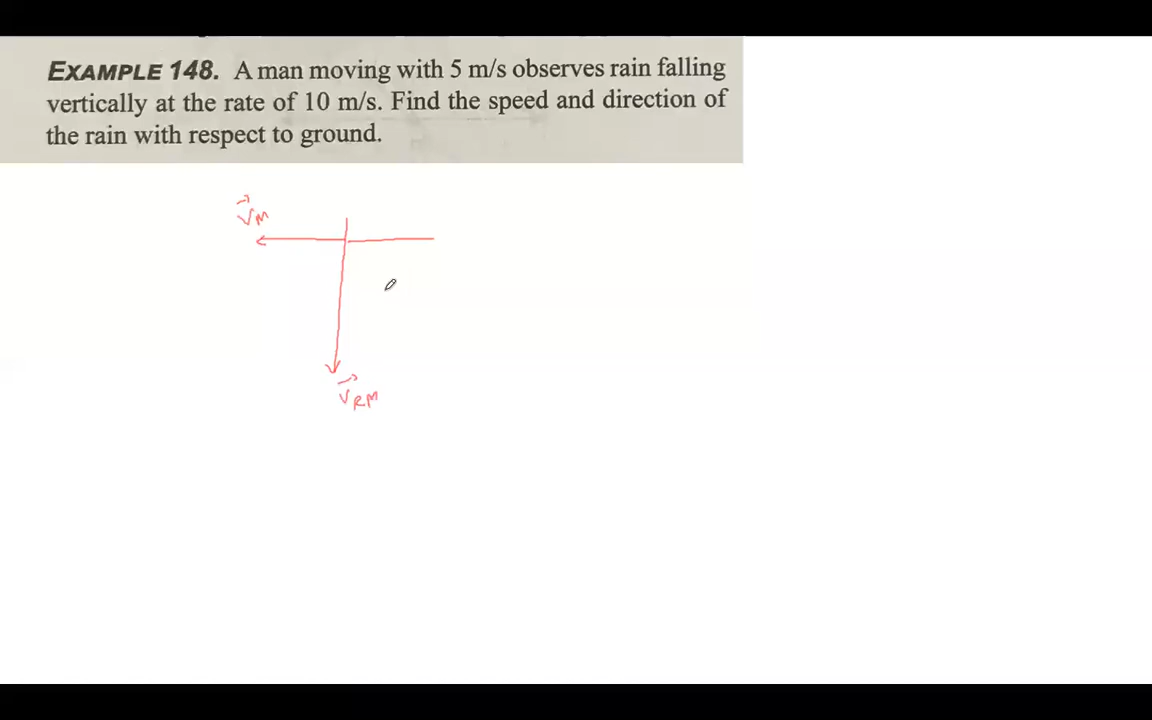 EXAMPLE 148. A man moving with 5 m/s observes rain falling
vertically at the rate of 10 m/s. Find the speed and direction of
the rain with respect to ground.
V⃗M
V⃗RM